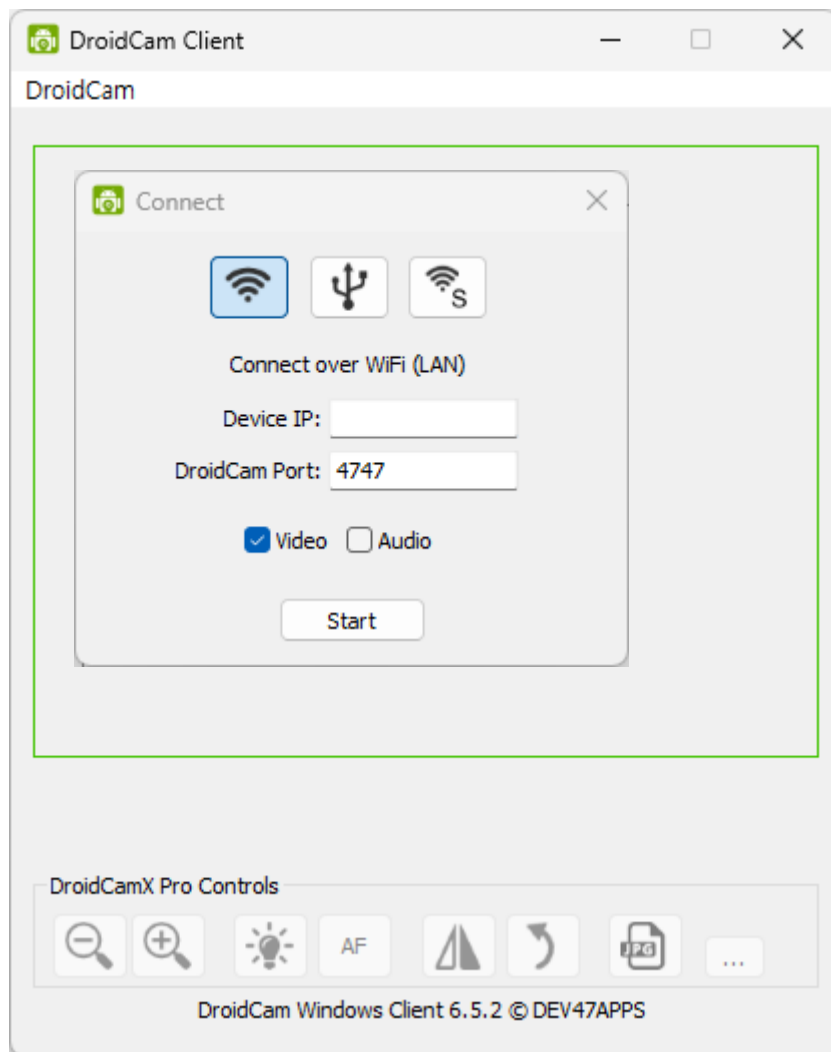 DroidCam Client
DroidCam
Connect
S
Connect over WiFi (LAN)
Device IP:
DroidCam Port: 4747
Video Audio
Start
DroidCamX Pro Controls
AF JPG ...
DroidCam Windows Client 6.5.2 © DEV47APPS